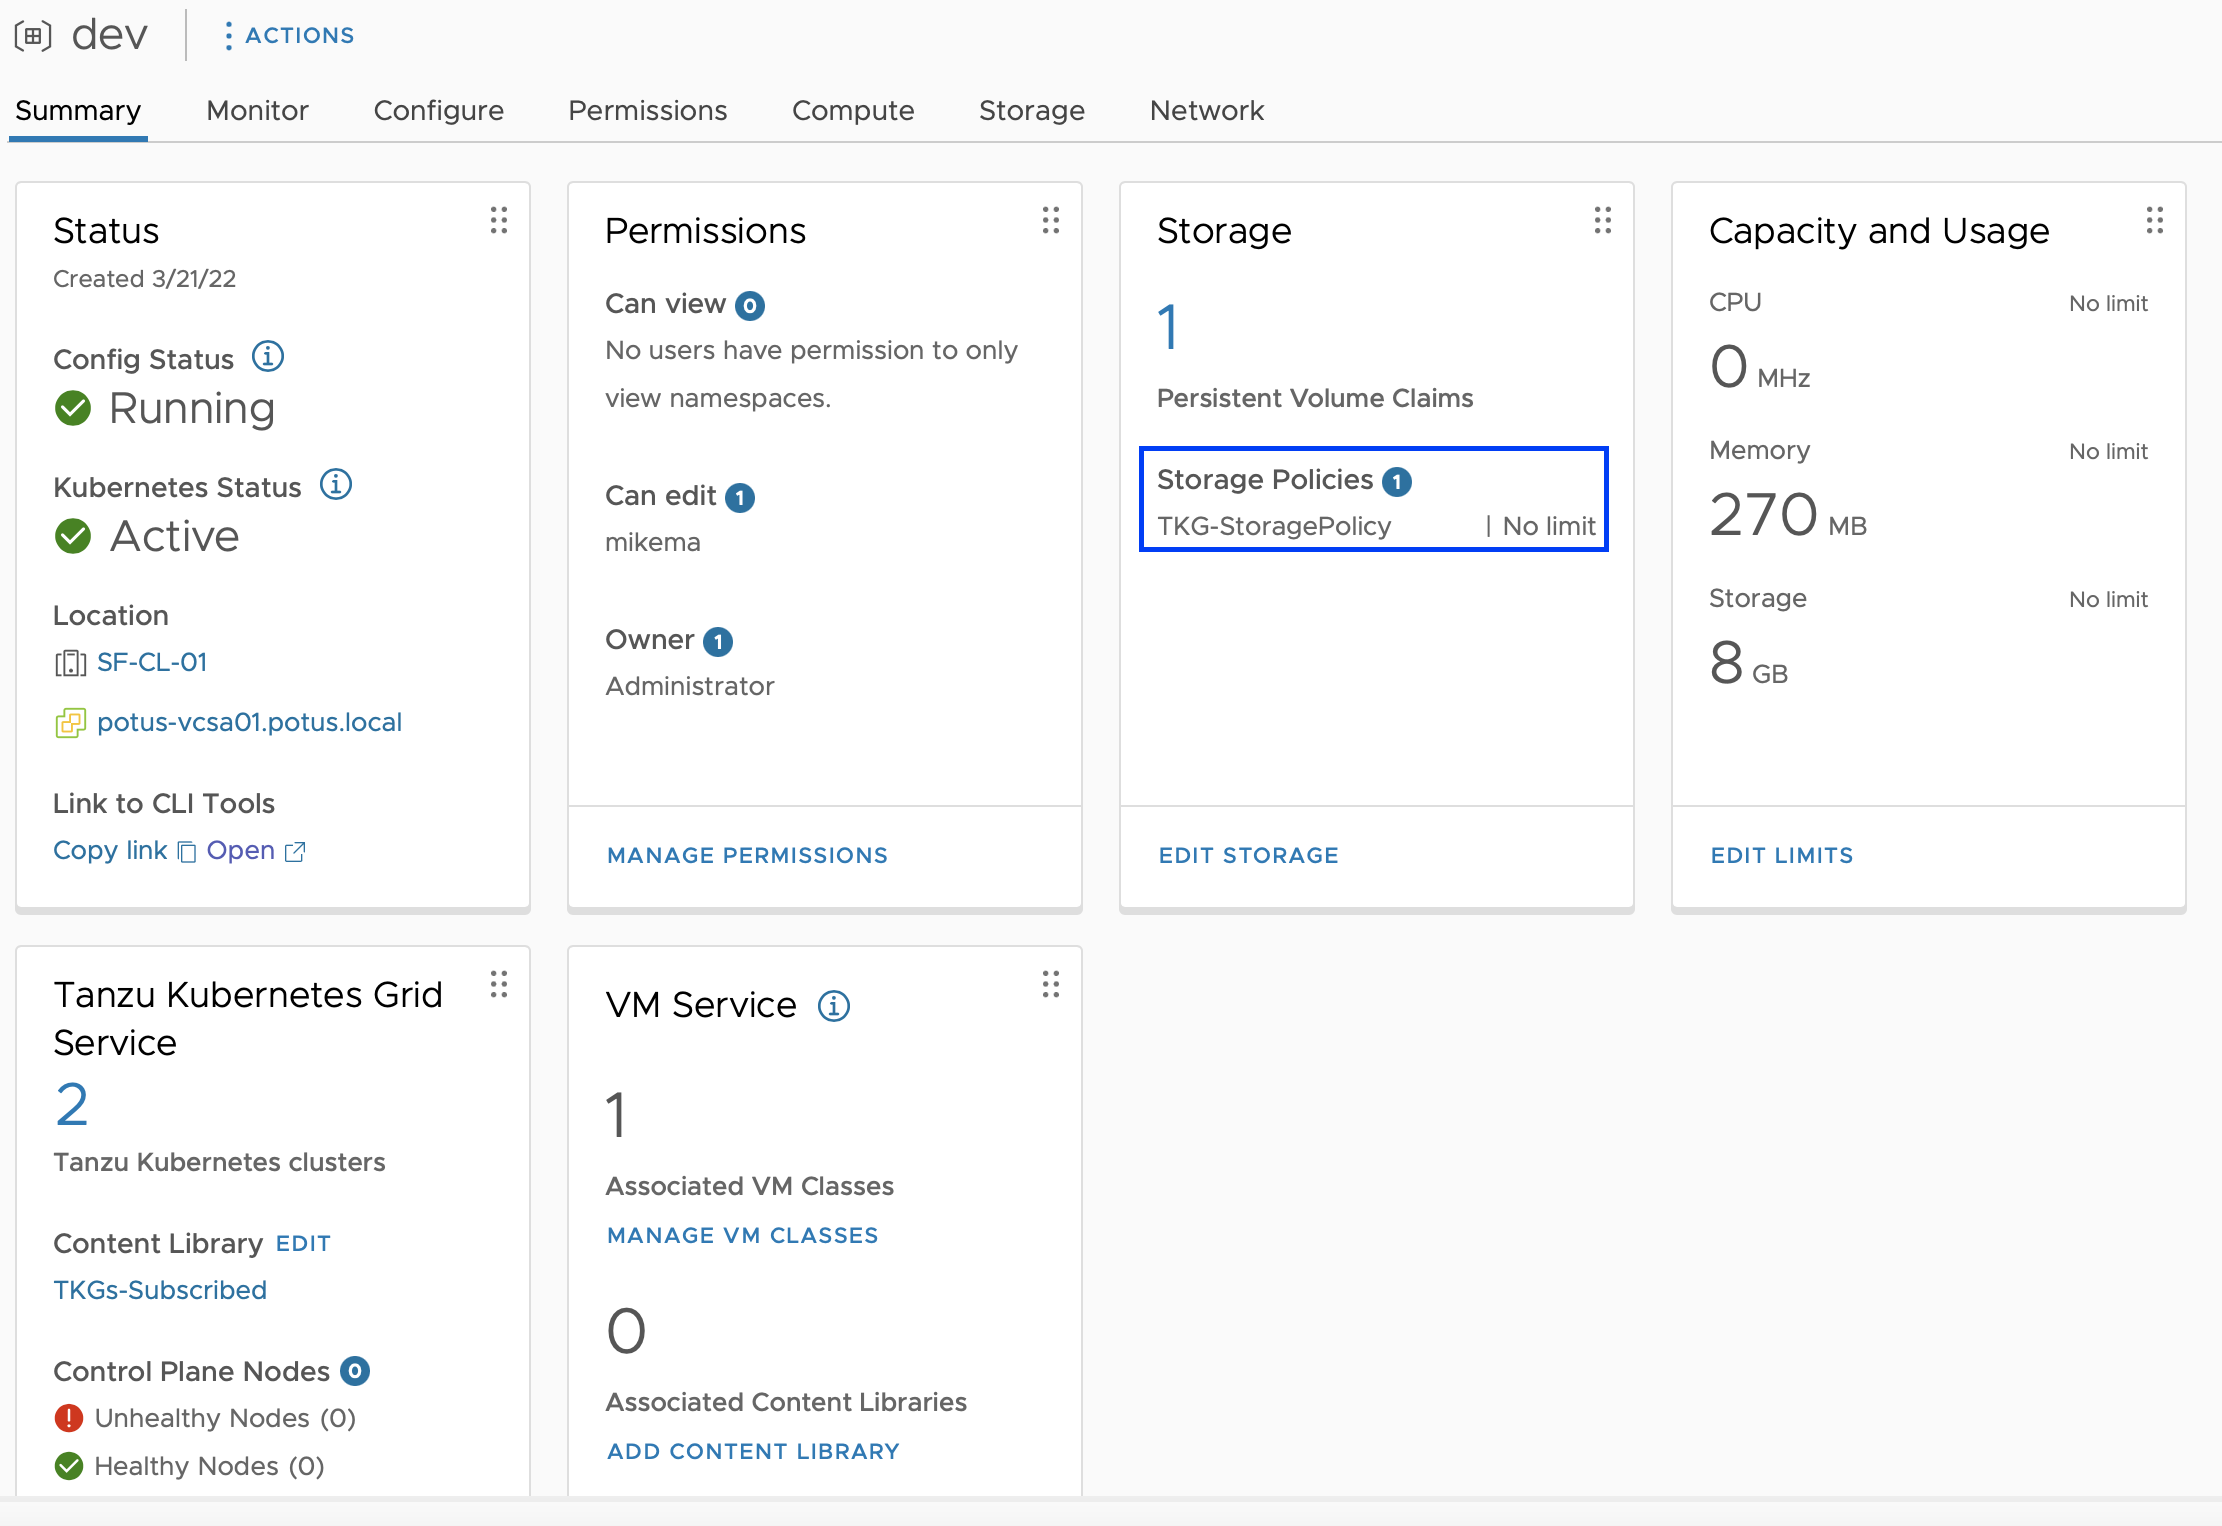 dev
ACTIONS
Summary Monitor Configure Permissions Compute Storage Network
Status
Created 3/21/22
Config Status
Running
Kubernetes Status
Active
Location
SF-CL-01
potus-vcsa01.potus.local
Link to CLI Tools
Copy link Open
Permissions
Can view 0
No users have permission to only
view namespaces.
Can edit 1
mikema
Owner 1
Administrator
MANAGE PERMISSIONS
Storage
1
Persistent Volume Claims
Storage Policies 1
TKG-StoragePolicy | No limit
EDIT STORAGE
Capacity and Usage
CPU No limit
0 MHz
Memory No limit
270 MB
Storage No limit
8 GB
EDIT LIMITS
Tanzu Kubernetes Grid
Service
2
Tanzu Kubernetes clusters
Content Library EDIT
TKGs-Subscribed
Control Plane Nodes 0
Unhealthy Nodes (0)
Healthy Nodes (0)
VM Service
1
Associated VM Classes
MANAGE VM CLASSES
0
Associated Content Libraries
ADD CONTENT LIBRARY